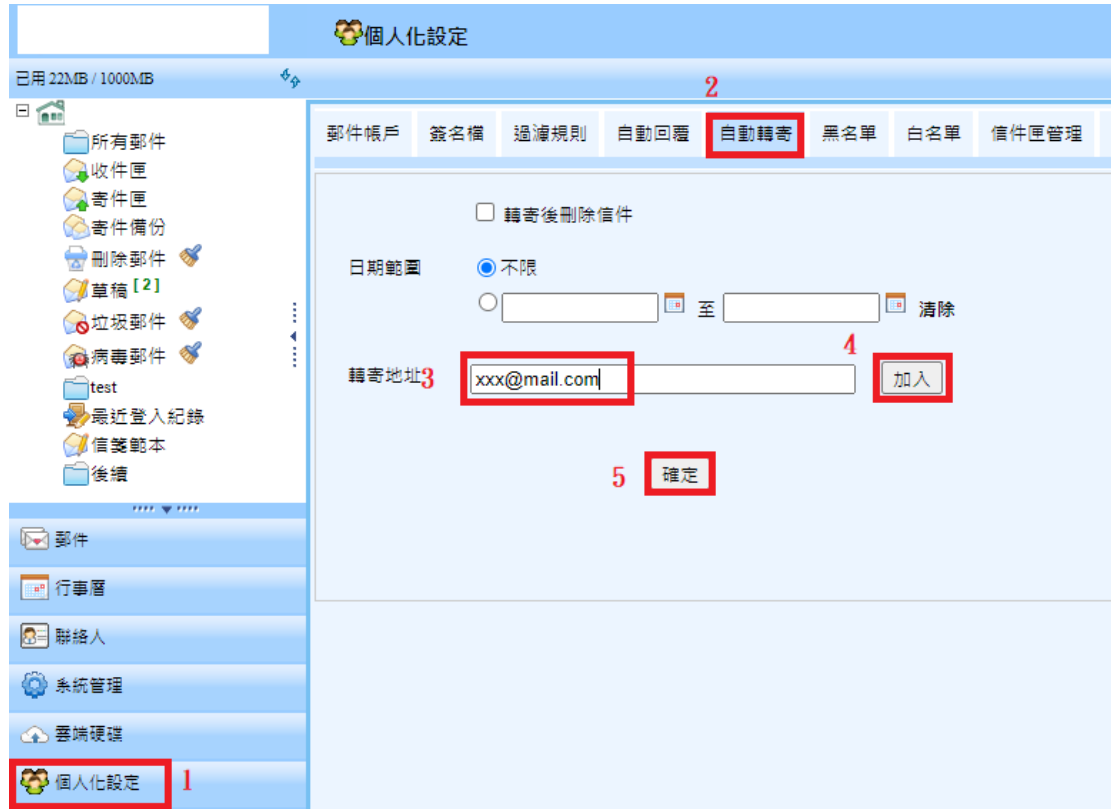 個人化設定
已用 22MB / 1000MB
2
所有郵件
收件匣
寄件匣
寄件備份
刪除郵件
草稿 [2]
垃圾郵件
病毒郵件
test
最近登入紀錄
信箋範本
後續
郵件帳戶 簽名檔 過濾規則 自動回覆 自動轉寄 黑名單 白名單 信件匣管理
轉寄後刪除信件
日期範圍 不限
至 清除
4
轉寄地址3 xxx@mail.com 加入
5 確定
郵件
行事曆
聯絡人
系統管理
雲端硬碟
個人化設定 1